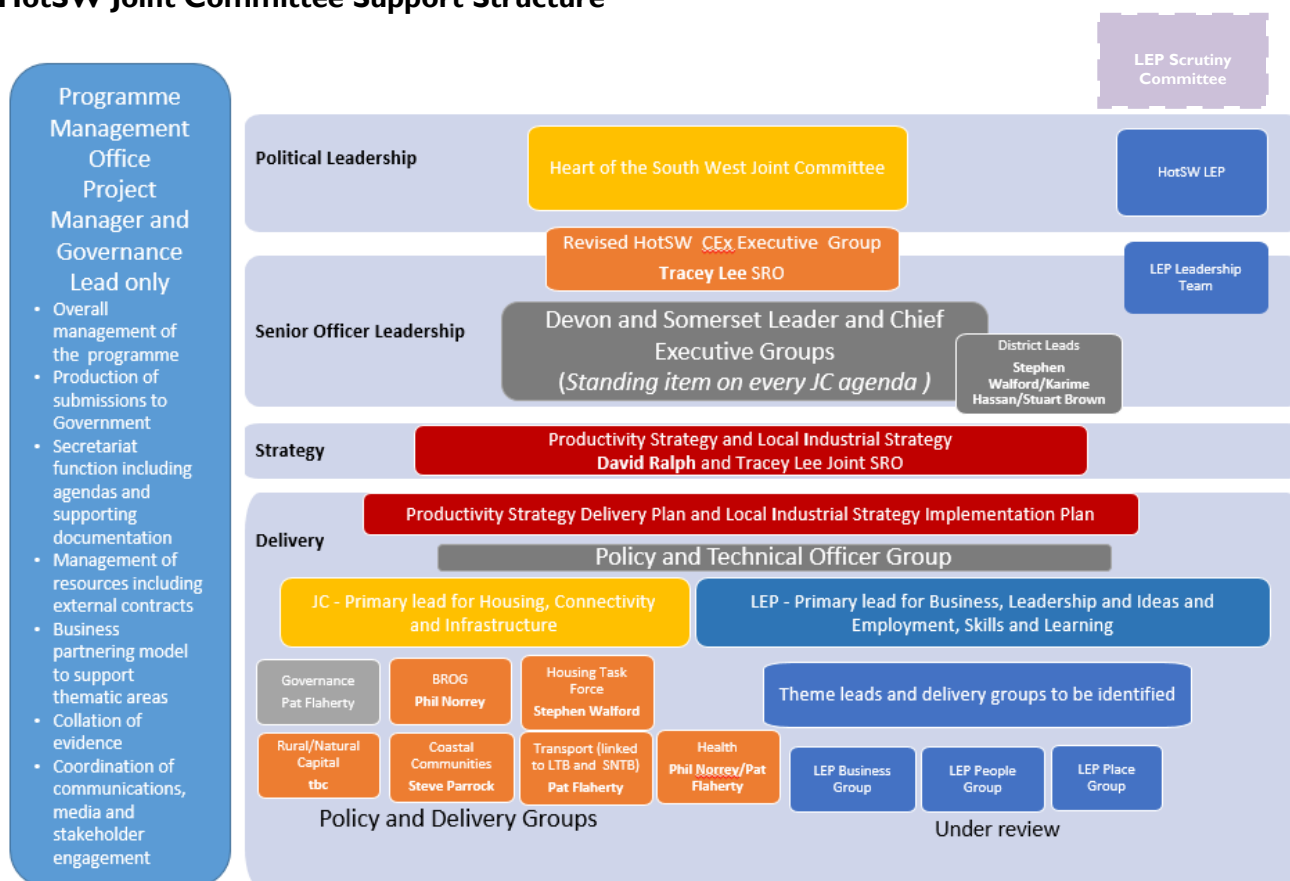 HotSW Joint Committee Support Structure
LEP Scrutiny
Committee
Programme
Management
Office
Project
Manager and
Governance
Lead only
• Overall
management of
the programme
• Production of
submissions to
Government
• Secretariat
function including
agendas and
supporting
documentation
• Management of
resources including
external contracts
• Business
partnering model
to support
thematic areas
• Collation of
evidence
• Coordination of
communications,
media and
stakeholder
engagement
Political Leadership
Heart of the South West Joint Committee
HotSW LEP
Revised HotSW CEx Executive Group
Tracey Lee SRO
LEP Leadership
Team
Senior Officer Leadership
Devon and Somerset Leader and Chief
Executive Groups
(Standing item on every JC agenda )
District Leads
Stephen
Walford/Karime
Hassan/Stuart Brown
Strategy
Productivity Strategy and Local Industrial Strategy
David Ralph and Tracey Lee Joint SRO
Delivery
Productivity Strategy Delivery Plan and Local Industrial Strategy Implementation Plan
Policy and Technical Officer Group
JC - Primary lead for Housing, Connectivity
and Infrastructure
LEP - Primary lead for Business, Leadership and Ideas and
Employment, Skills and Learning
Governance
Pat Flaherty
BROG
Phil Norrey
Housing Task
Force
Stephen Walford
Theme leads and delivery groups to be identified
Rural/Natural
Capital
tbc
Coastal
Communities
Steve Parrock
Transport (linked
to LTB and SNTB)
Pat Flaherty
Health
Phil Norrey/Pat
Flaherty
LEP Business
Group
LEP People
Group
LEP Place
Group
Policy and Delivery Groups
Under review